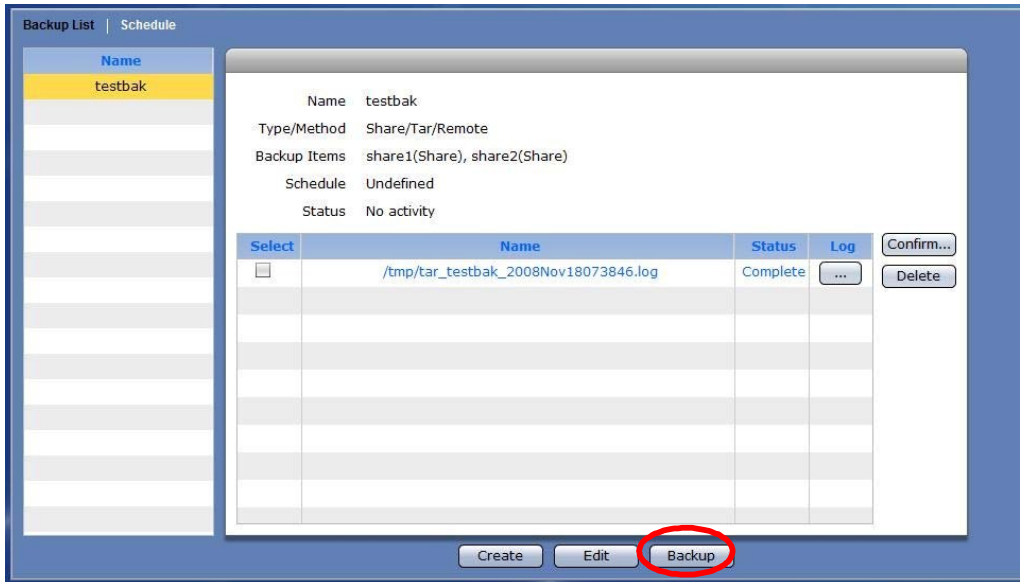 Backup List | Schedule
Name
testbak
Name testbak
Type/Method Share/Tar/Remote
Backup Items share1(Share), share2(Share)
Schedule Undefined
Status No activity
Select Name Status Log
/tmp/tar_testbak_2008Nov18073846.log Complete ...
Confirm...
Delete
Create Edit Backup